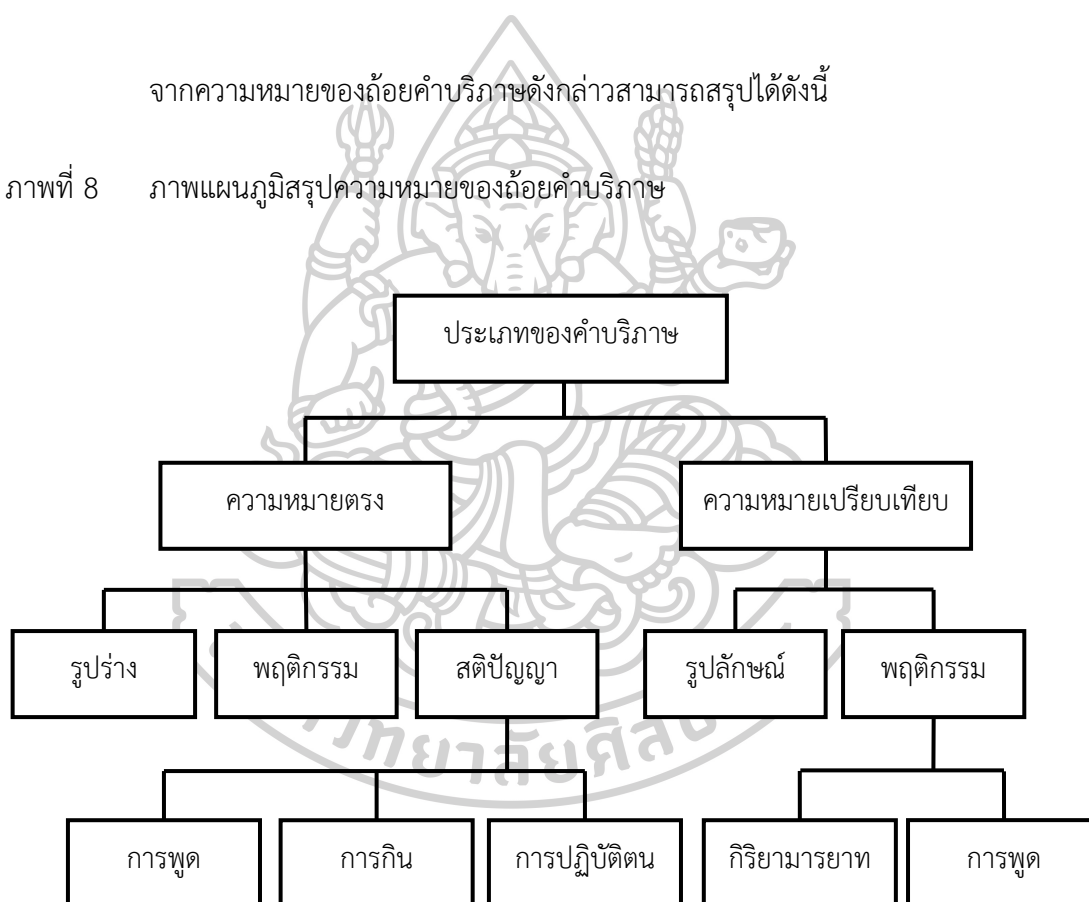 จากความหมายของถ้อยคำบริภาษดังกล่าวสามารถสรุปได้ดังนี้
ภาพที่ 8 ภาพแผนภูมิสรุปความหมายของถ้อยคำบริภาษ
ประเภทของคำบริภาษ
ความหมายตรง ความหมายเปรียบเทียบ
รูปร่าง พฤติกรรม สติปัญญา รูปลักษณ์ พฤติกรรม
การพูด การกิน การปฏิบัติตน กิริยามารยาท การพูด